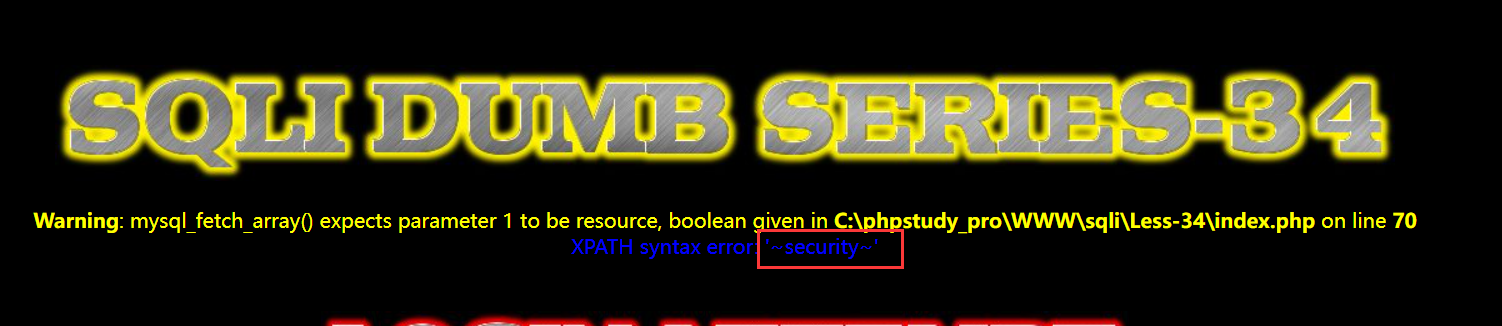 SQLI DUMB SERIES-34
Warning: mysql_fetch_array() expects parameter 1 to be resource, boolean given in C:\phpstudy_pro\WWW\sqli\Less-34\index.php on line 70
XPATH syntax error: '~security~'